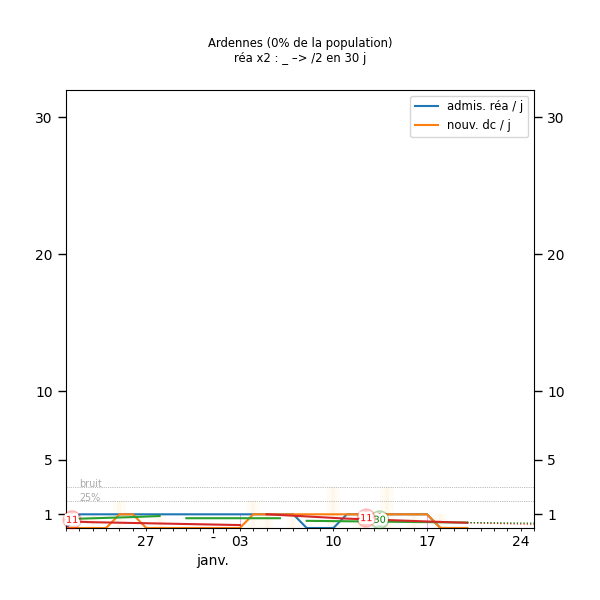 Ardennes (0% de la population)
réa x2 : _ –> /2 en 30 j
admis. réa / j
nouv. dc / j
30 30
20 20
10 10
5 5
bruit
25%
1 1
11 11 30
27 - 03 10 17 24
janv.